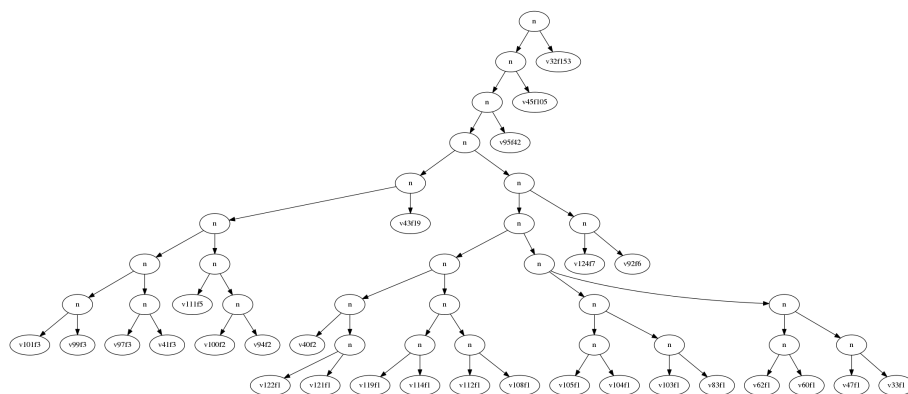 n
n v32f153
n v45f105
n v95f42
n n
n v43f19 n n
n n n n v124f7 v92f6
n n v111f5 n n n n n
v101f3 v99f3 v97f3 v41f3 v100f2 v94f2 v40f2 n n n n n n n
v122f1 v121f1 v119f1 v114f1 v112f1 v108f1 v105f1 v104f1 v103f1 v83f1 v62f1 v60f1 v47f1 v33f1